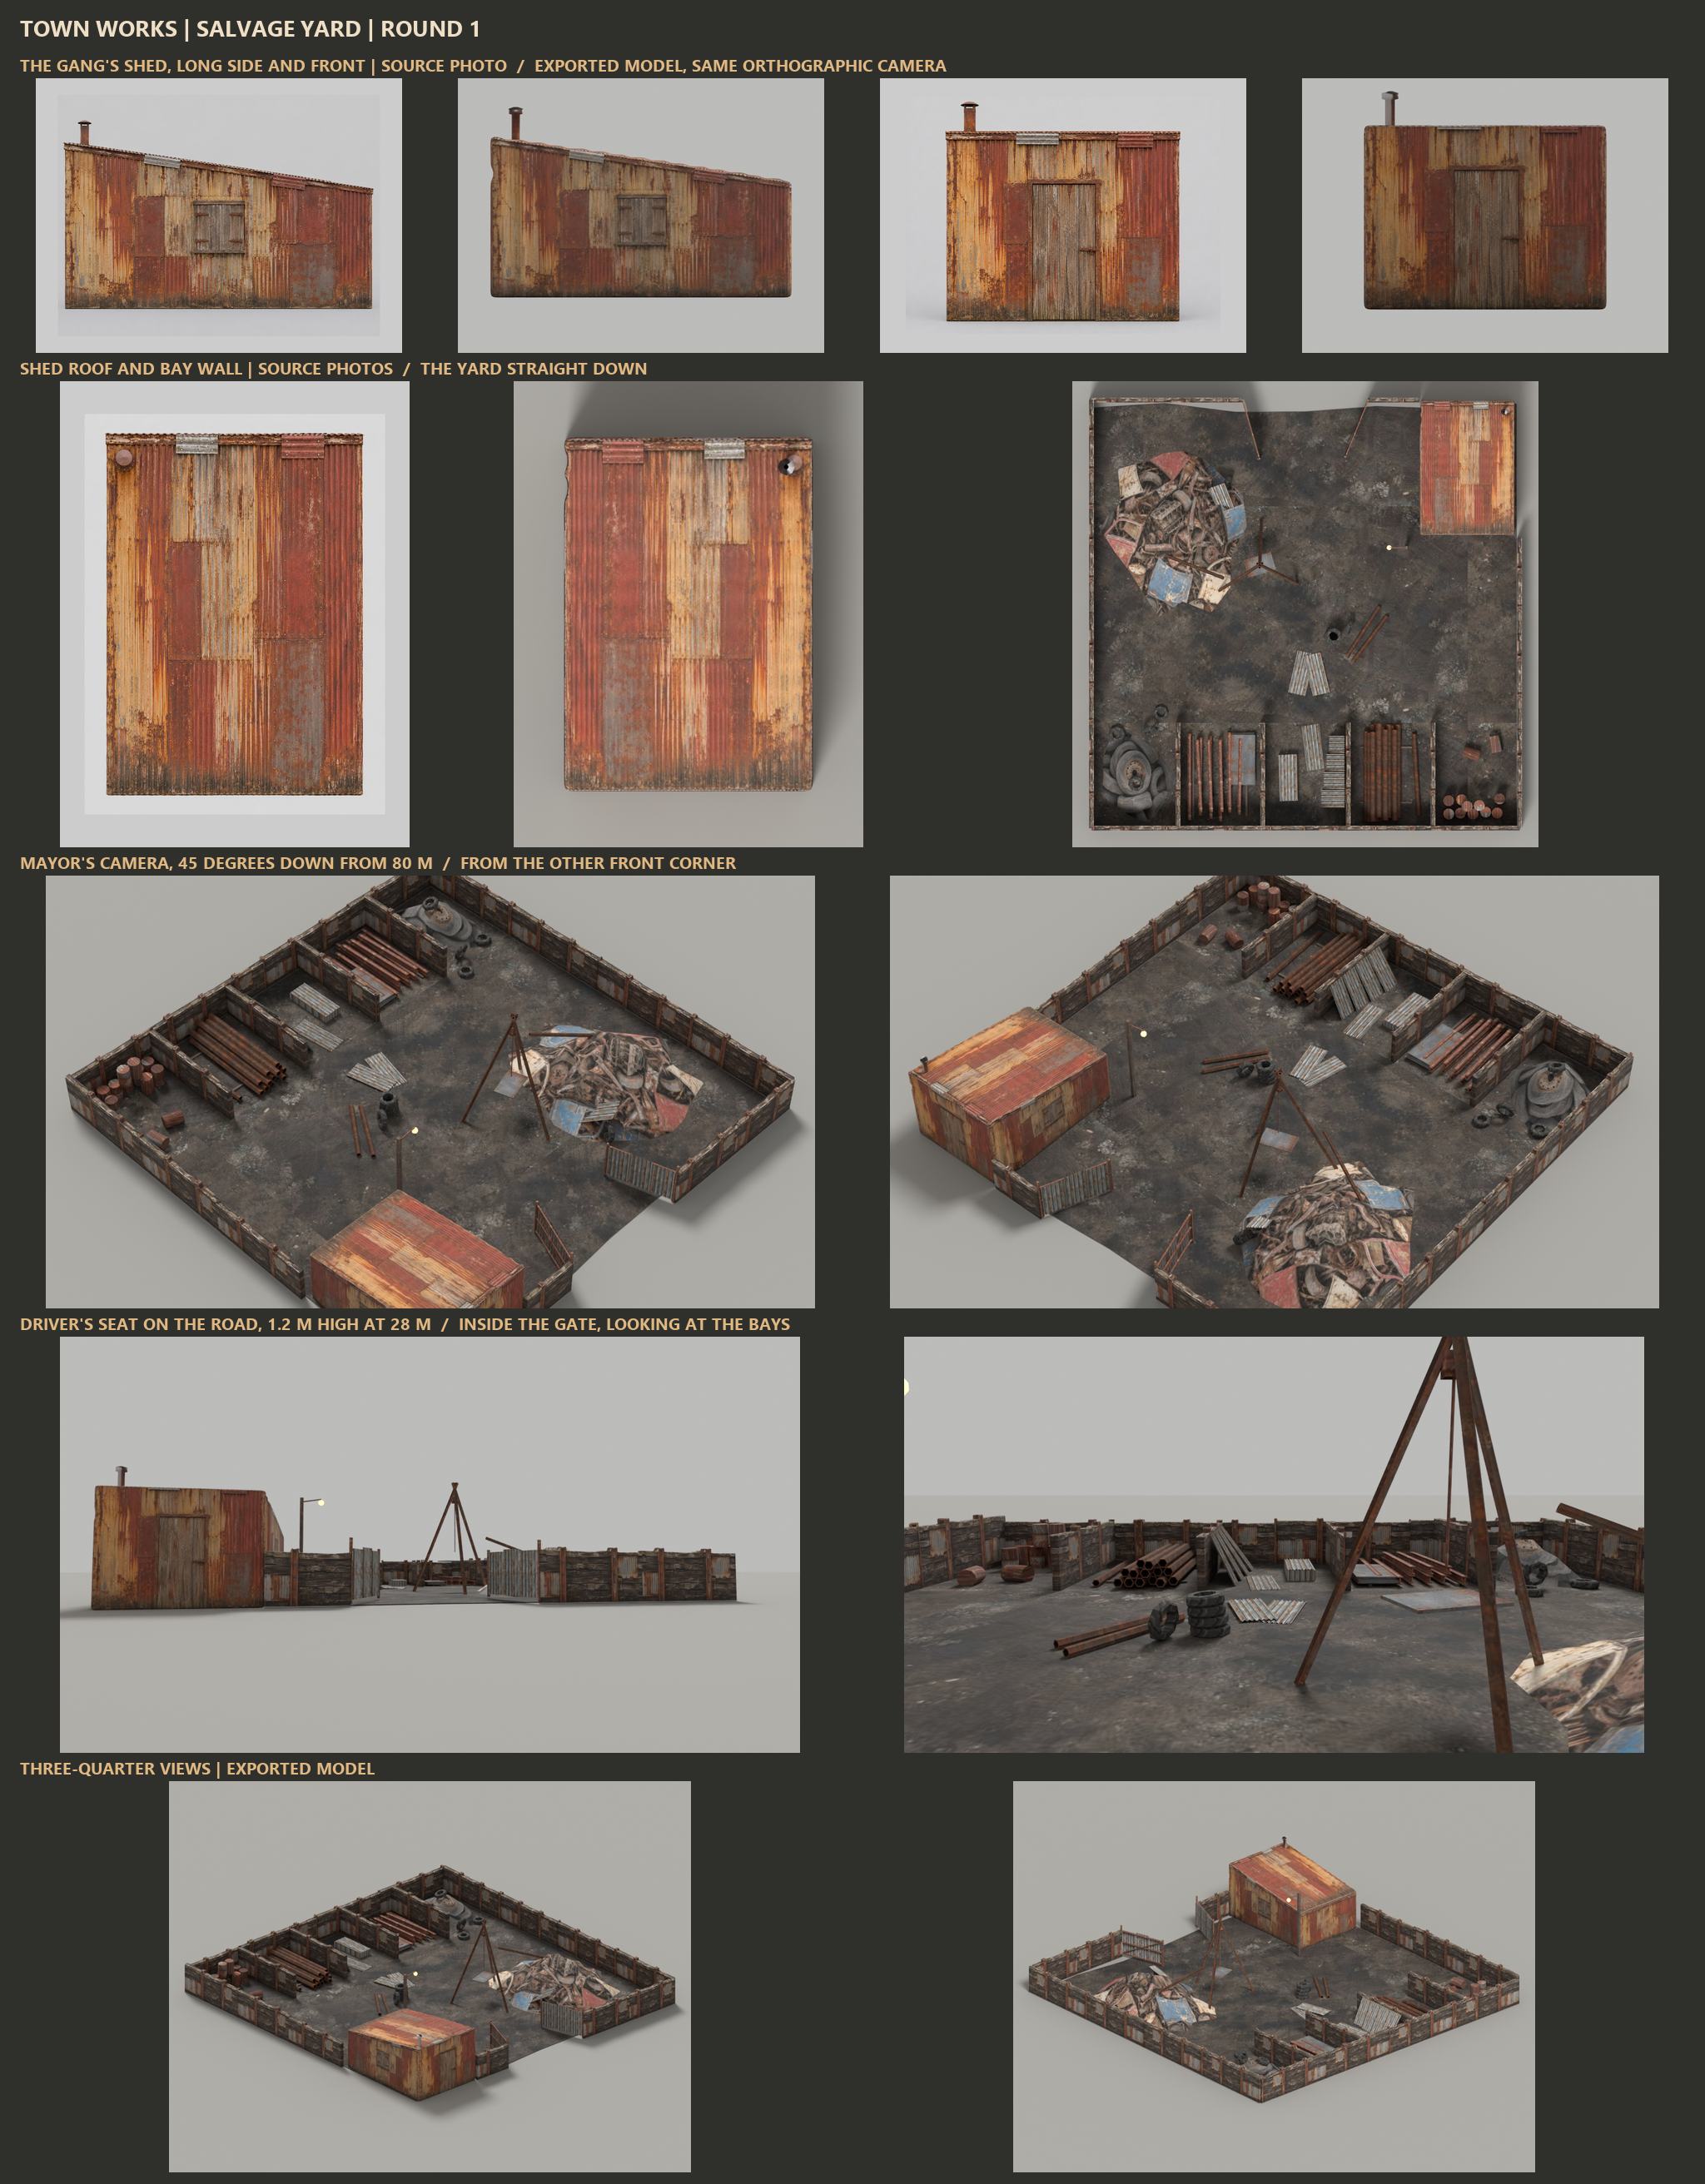 TOWN WORKS | SALVAGE YARD | ROUND 1
THE GANG'S SHED, LONG SIDE AND FRONT | SOURCE PHOTO / EXPORTED MODEL, SAME ORTHOGRAPHIC CAMERA
SHED ROOF AND BAY WALL | SOURCE PHOTOS / THE YARD STRAIGHT DOWN
MAYOR'S CAMERA, 45 DEGREES DOWN FROM 80 M / FROM THE OTHER FRONT CORNER
DRIVER'S SEAT ON THE ROAD, 1.2 M HIGH AT 28 M / INSIDE THE GATE, LOOKING AT THE BAYS
THREE-QUARTER VIEWS | EXPORTED MODEL